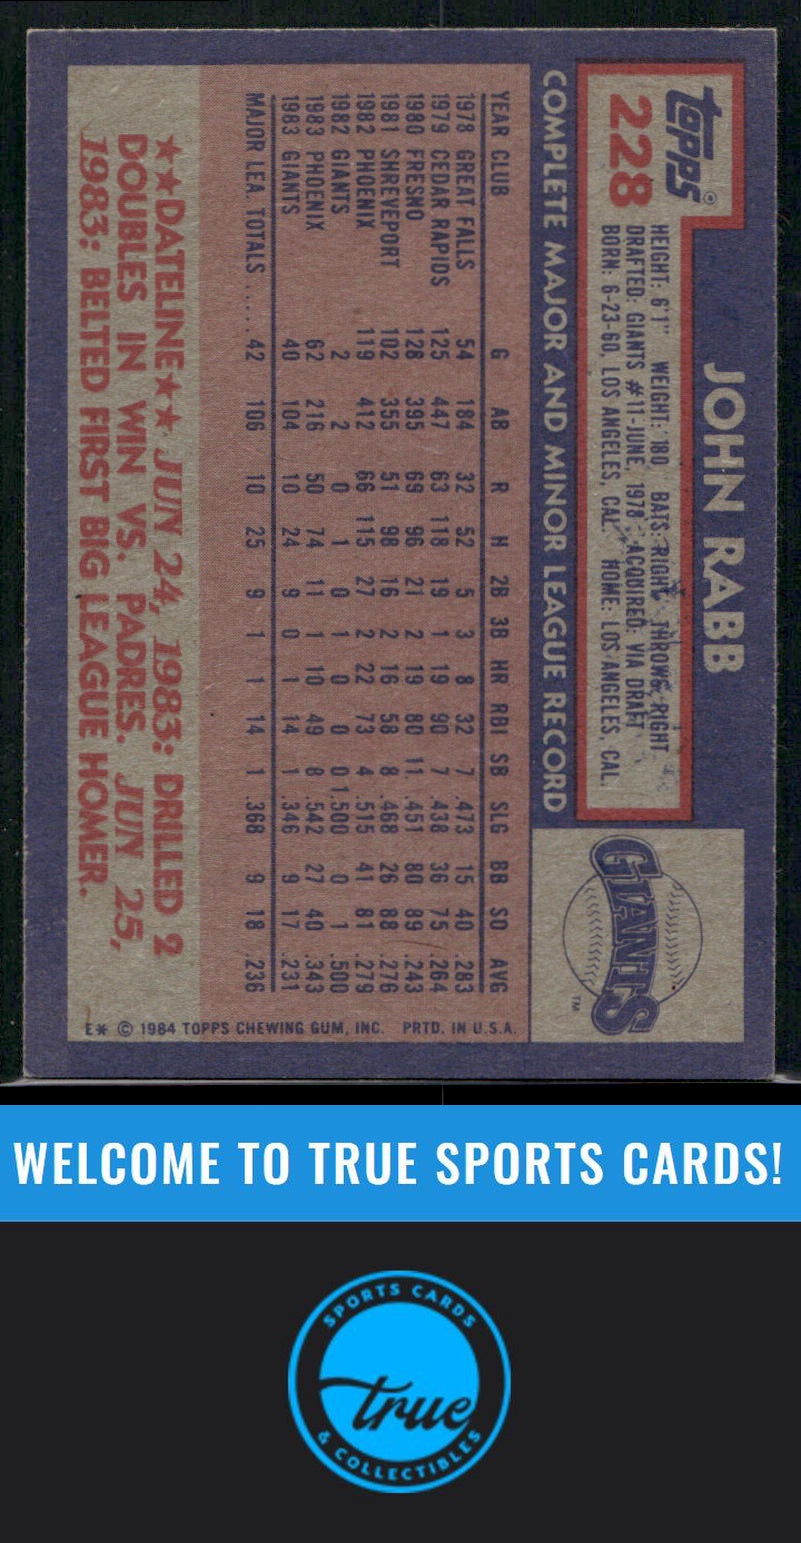 topps®
228
JOHN RABB
HEIGHT: 6'1" WEIGHT: 180 BATS: RIGHT THROWS: RIGHT
DRAFTED: GIANTS #11-JUNE, 1978 ACQUIRED: VIA DRAFT
BORN: 6-23-60, LOS ANGELES, CAL. HOME: LOS ANGELES, CAL.
GIANTS
TM
COMPLETE MAJOR AND MINOR LEAGUE RECORD
YEAR CLUB G AB R H 2B 3B HR RBI SB SLG BB SO AVG
1978 GREAT FALLS 54 184 32 52 5 3 8 32 7 .473 15 40 .283
1979 CEDAR RAPIDS 125 447 63 118 19 1 19 90 7 .438 36 75 .264
1980 FRESNO 128 395 69 96 21 2 19 80 11 .451 80 89 .243
1981 SHREVEPORT 102 355 51 98 16 2 16 58 8 .468 26 88 .276
1982 PHOENIX 119 412 66 115 27 2 22 73 4 .515 41 81 .279
1982 GIANTS 2 2 0 1 0 1 0 0 0 1.500 0 1 .500
1983 PHOENIX 62 216 50 74 11 1 10 49 8 .542 27 40 .343
1983 GIANTS 40 104 10 24 9 0 1 14 1 .346 9 17 .231
MAJOR LEA. TOTALS..... 42 106 10 25 9 1 1 14 1 .368 9 18 .236
★★DATELINE★★ JUN 24, 1983: DRILLED 2
DOUBLES IN WIN VS. PADRES. JUN 25,
1983: BELTED FIRST BIG LEAGUE HOMER.
E* © 1984 TOPPS CHEWING GUM, INC. PRTD. IN U.S.A.
WELCOME TO TRUE SPORTS CARDS!
SPORTS CARDS
true
& COLLECTIBLES